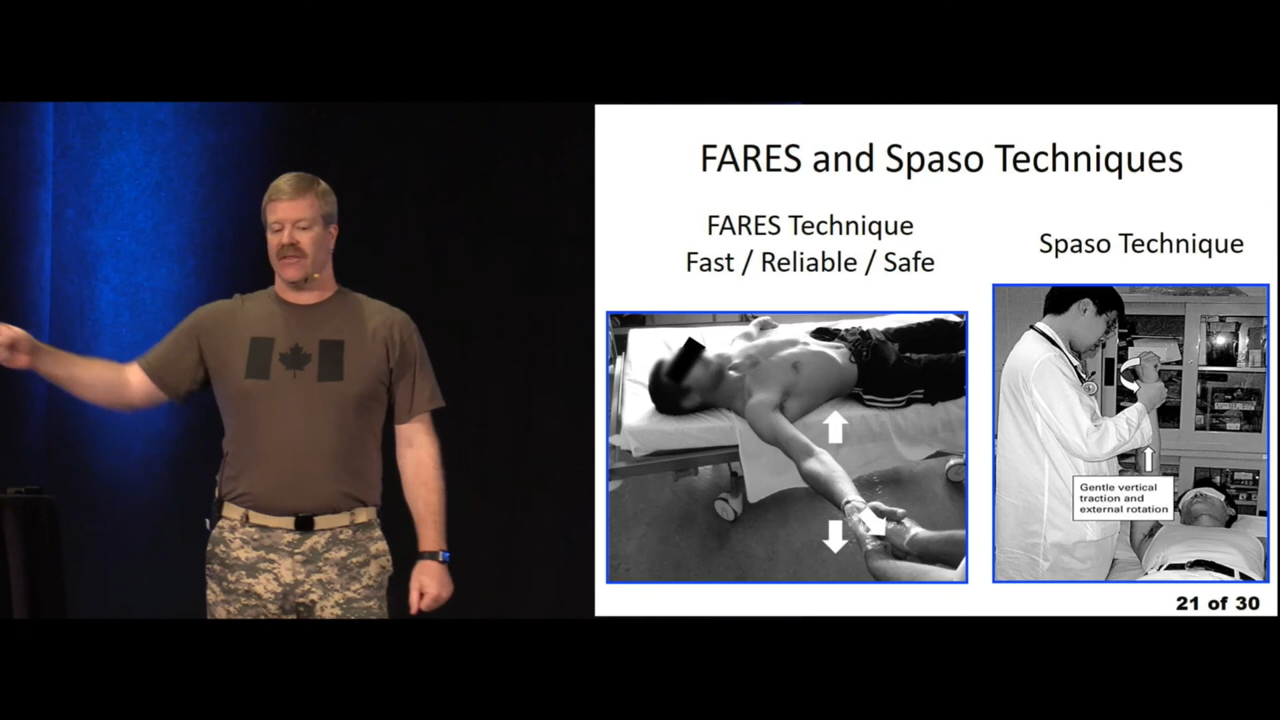 FARES and Spaso Techniques
FARES Technique
Fast / Reliable / Safe
Spaso Technique
Gentle vertical
traction and
external rotation
21 of 30